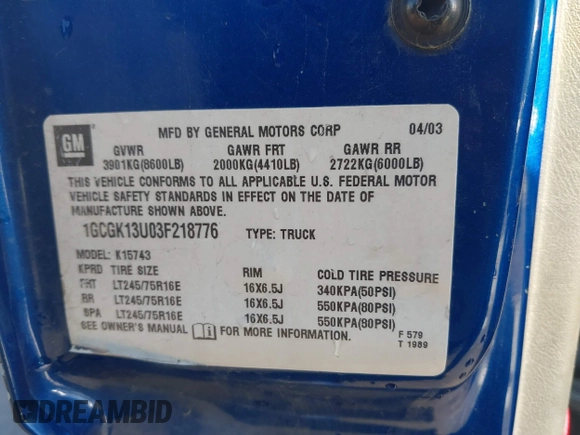 GM
MFD BY GENERAL MOTORS CORP 04/03
GVWR GAWR FRT GAWR RR
3901KG(8600LB) 2000KG(4410LB) 2722KG(6000LB)
THIS VEHICLE CONFORMS TO ALL APPLICABLE U.S. FEDERAL MOTOR
VEHICLE SAFETY STANDARDS IN EFFECT ON THE DATE OF
MANUFACTURE SHOWN ABOVE.
1GCGK13U03F218776 TYPE: TRUCK
MODEL: K15743
KPRD TIRE SIZE RIM COLD TIRE PRESSURE
FRT LT245/75R16E 16X6.5J 340KPA(50PSI)
RR LT245/75R16E 16X6.5J 550KPA(80PSI)
SPA LT245/75R16E 16X6.5J 550KPA(80PSI)
SEE OWNER'S MANUAL FOR MORE INFORMATION.
F 579
T 1989
DREAMBID